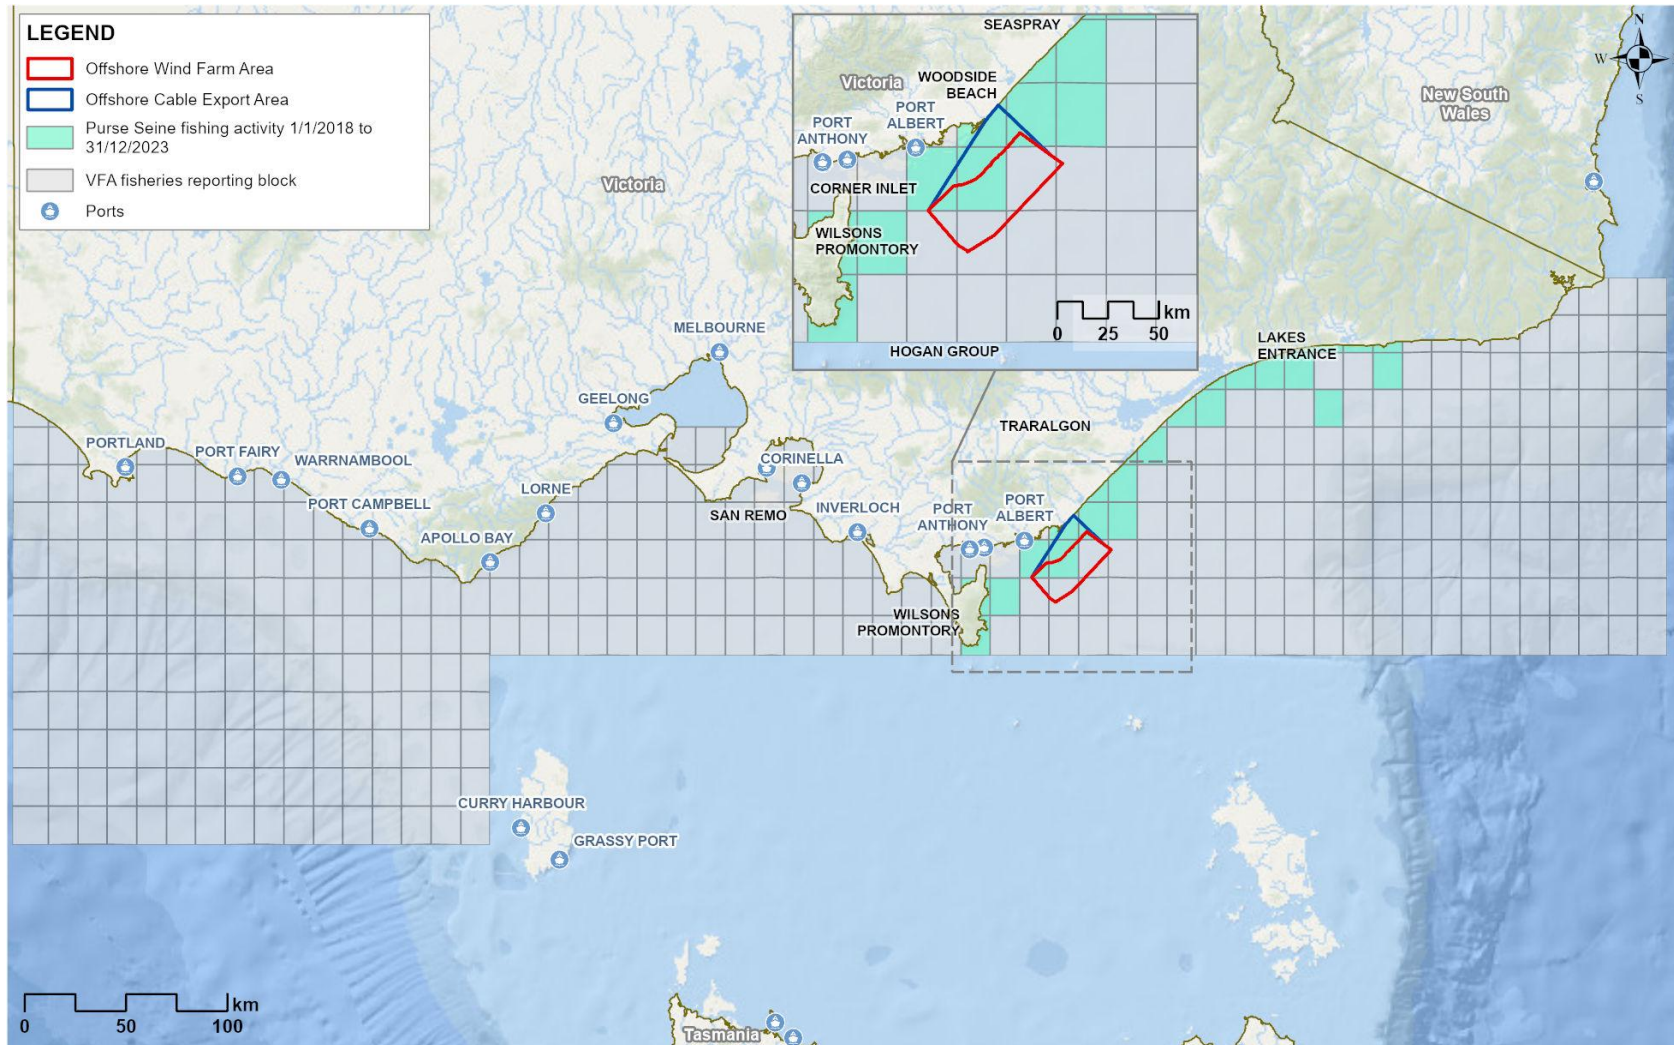 LEGEND
Offshore Wind Farm Area
Offshore Cable Export Area
Purse Seine fishing activity 1/1/2018 to
31/12/2023
VFA fisheries reporting block
Ports
SEASPRAY
Victoria
WOODSIDE
BEACH
PORT
ALBERT
PORT
ANTHONY
CORNER INLET
WILSONS
PROMONTORY
km
0 25 50
HOGAN GROUP
N
W
S
New South
Wales
Victoria
MELBOURNE
LAKES
ENTRANCE
GEELONG
TRARALGON
PORTLAND
PORT FAIRY
WARRNAMBOOL
CORINELLA
LORNE
PORT CAMPBELL
SAN REMO
INVERLOCH
PORT
ANTHONY
PORT
ALBERT
APOLLO BAY
WILSONS
PROMONTORY
CURRY HARBOUR
GRASSY PORT
km
0 50 100
Tasmania